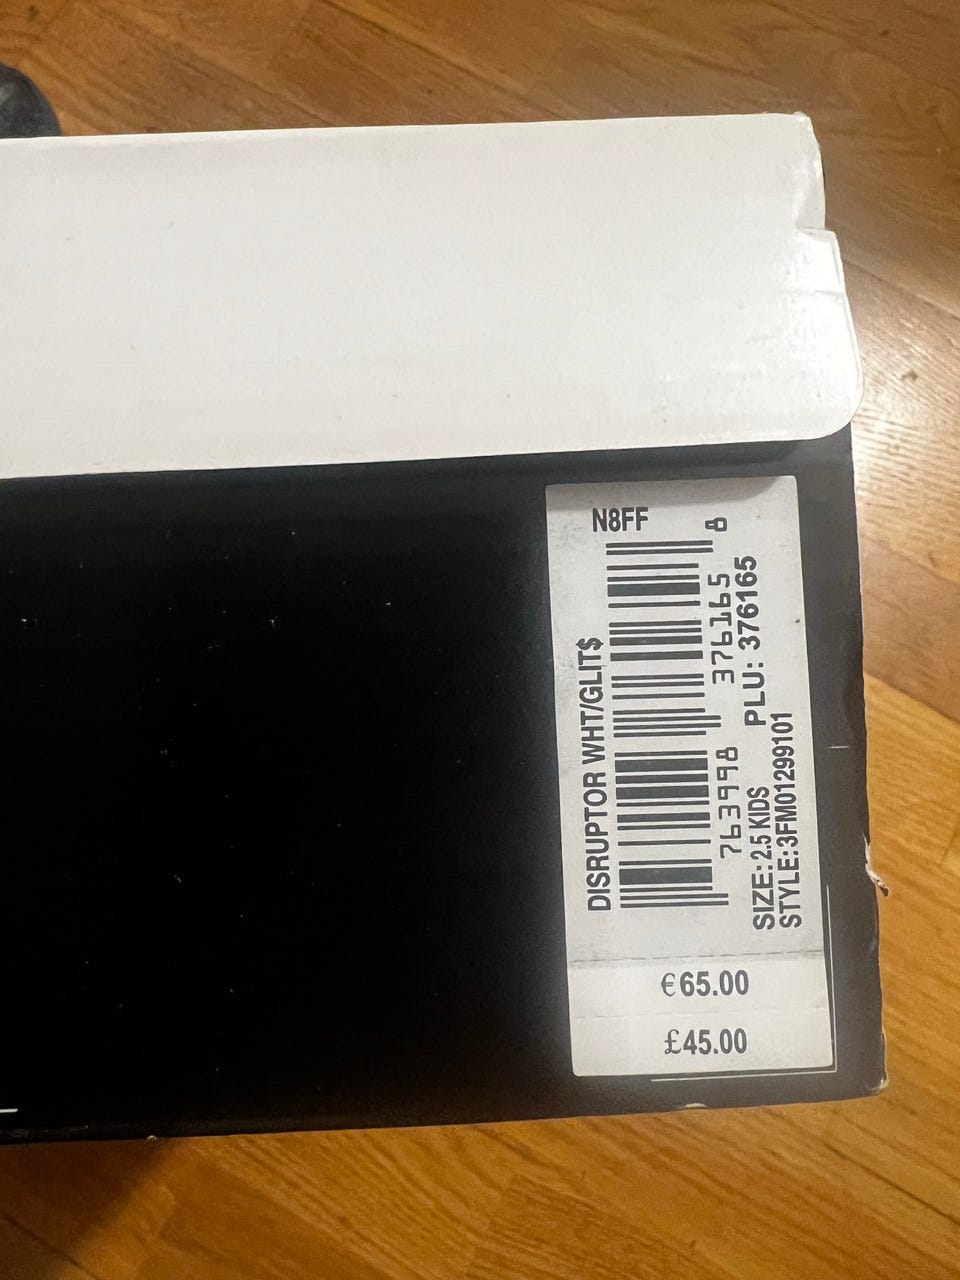 N8FF
DISRUPTOR WHT/GLIT$
763998 376165 8
PLU: 376165
SIZE: 2.5 KIDS
STYLE:3FM01299101
€65.00
£45.00